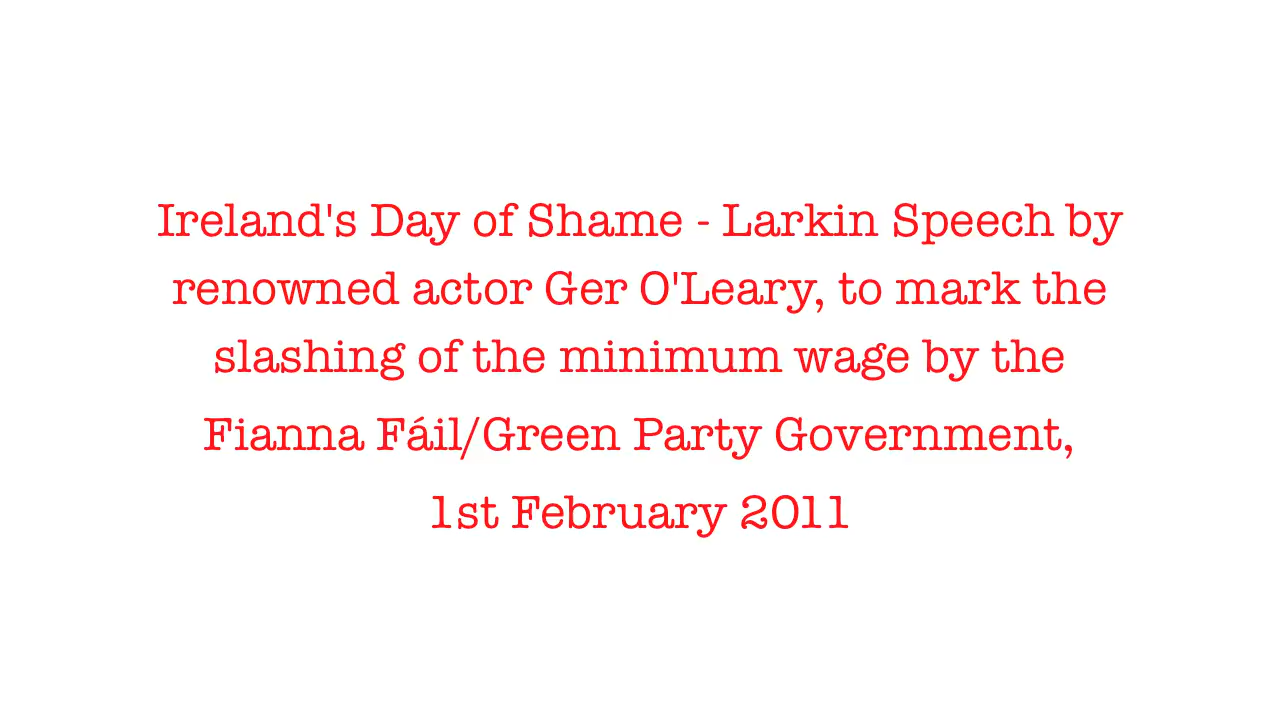 Ireland's Day of Shame - Larkin Speech by
renowned actor Ger O'Leary, to mark the
slashing of the minimum wage by the
Fianna Fáil/Green Party Government,
1st February 2011